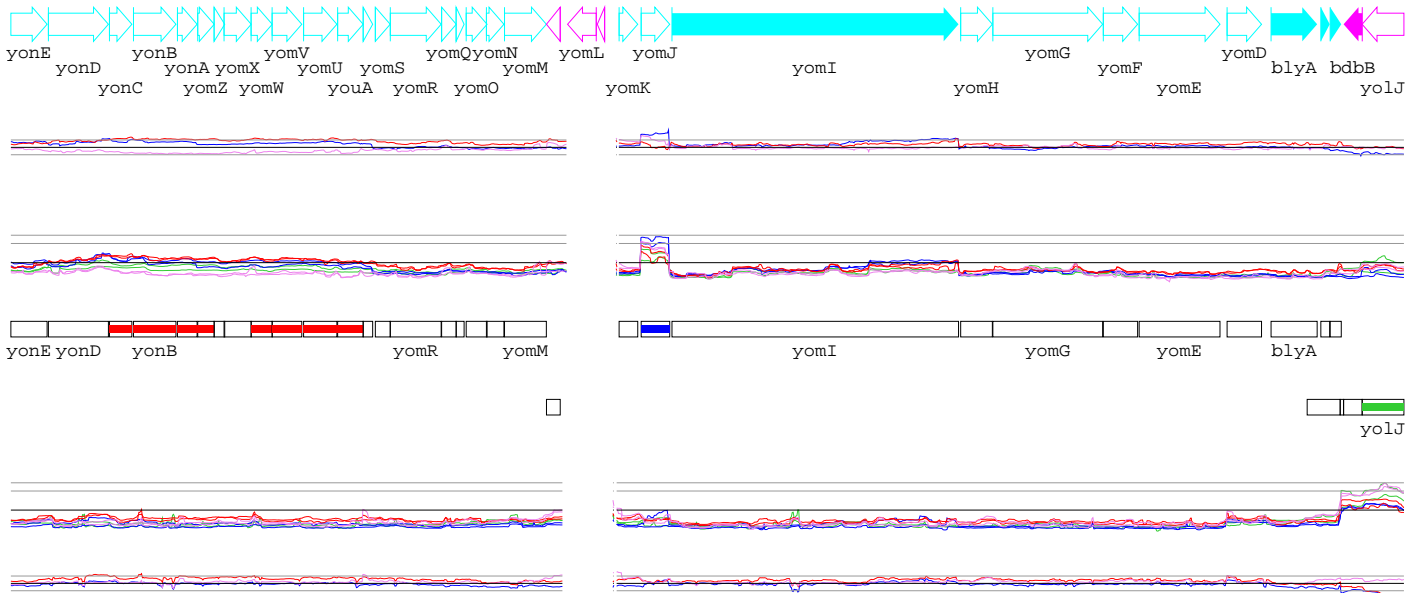 yonE yonB yomV yomQ yomN yomL yomJ yomG yomD
yonD yonA yomX yomU yomS yomM yomI yomF blyA bdbB
yonC yomZ yomW youA yomR yomO yomK yomH yomE yolJ
yonE yonD yonB yomR yomM yomI yomG yomE blyA
yolJ